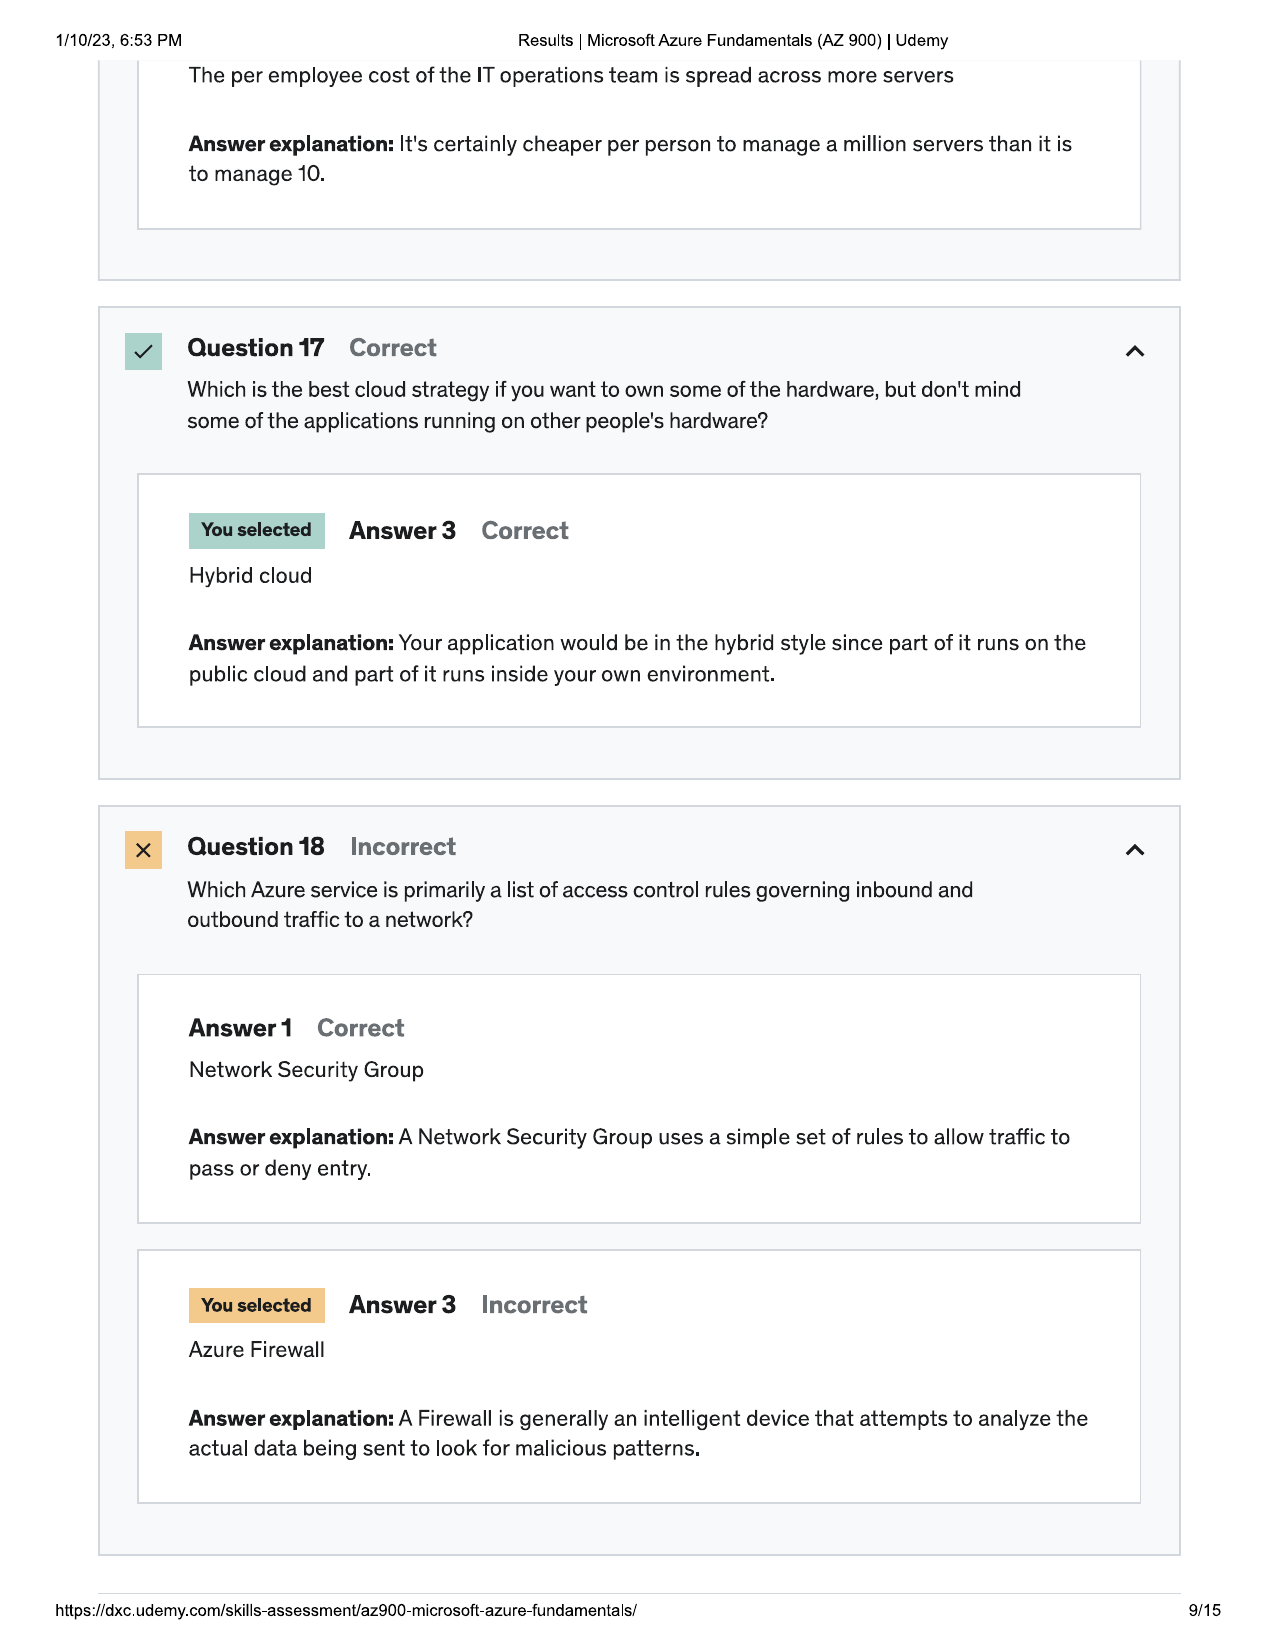 1/10/23, 6:53 PM
Results | Microsoft Azure Fundamentals (AZ 900) | Udemy
The per employee cost of the IT operations team is spread across more servers
Answer explanation: It's certainly cheaper per person to manage a million servers than it is
to manage 10.
Question 17 Correct
Which is the best cloud strategy if you want to own some of the hardware, but don't mind
some of the applications running on other people's hardware?
You selected Answer 3 Correct
Hybrid cloud
Answer explanation: Your application would be in the hybrid style since part of it runs on the
public cloud and part of it runs inside your own environment.
Question 18 Incorrect
Which Azure service is primarily a list of access control rules governing inbound and
outbound traffic to a network?
Answer 1 Correct
Network Security Group
Answer explanation: A Network Security Group uses a simple set of rules to allow traffic to
pass or deny entry.
You selected Answer 3 Incorrect
Azure Firewall
Answer explanation: A Firewall is generally an intelligent device that attempts to analyze the
actual data being sent to look for malicious patterns.
https://dxc.udemy.com/skills-assessment/az900-microsoft-azure-fundamentals/
9/15